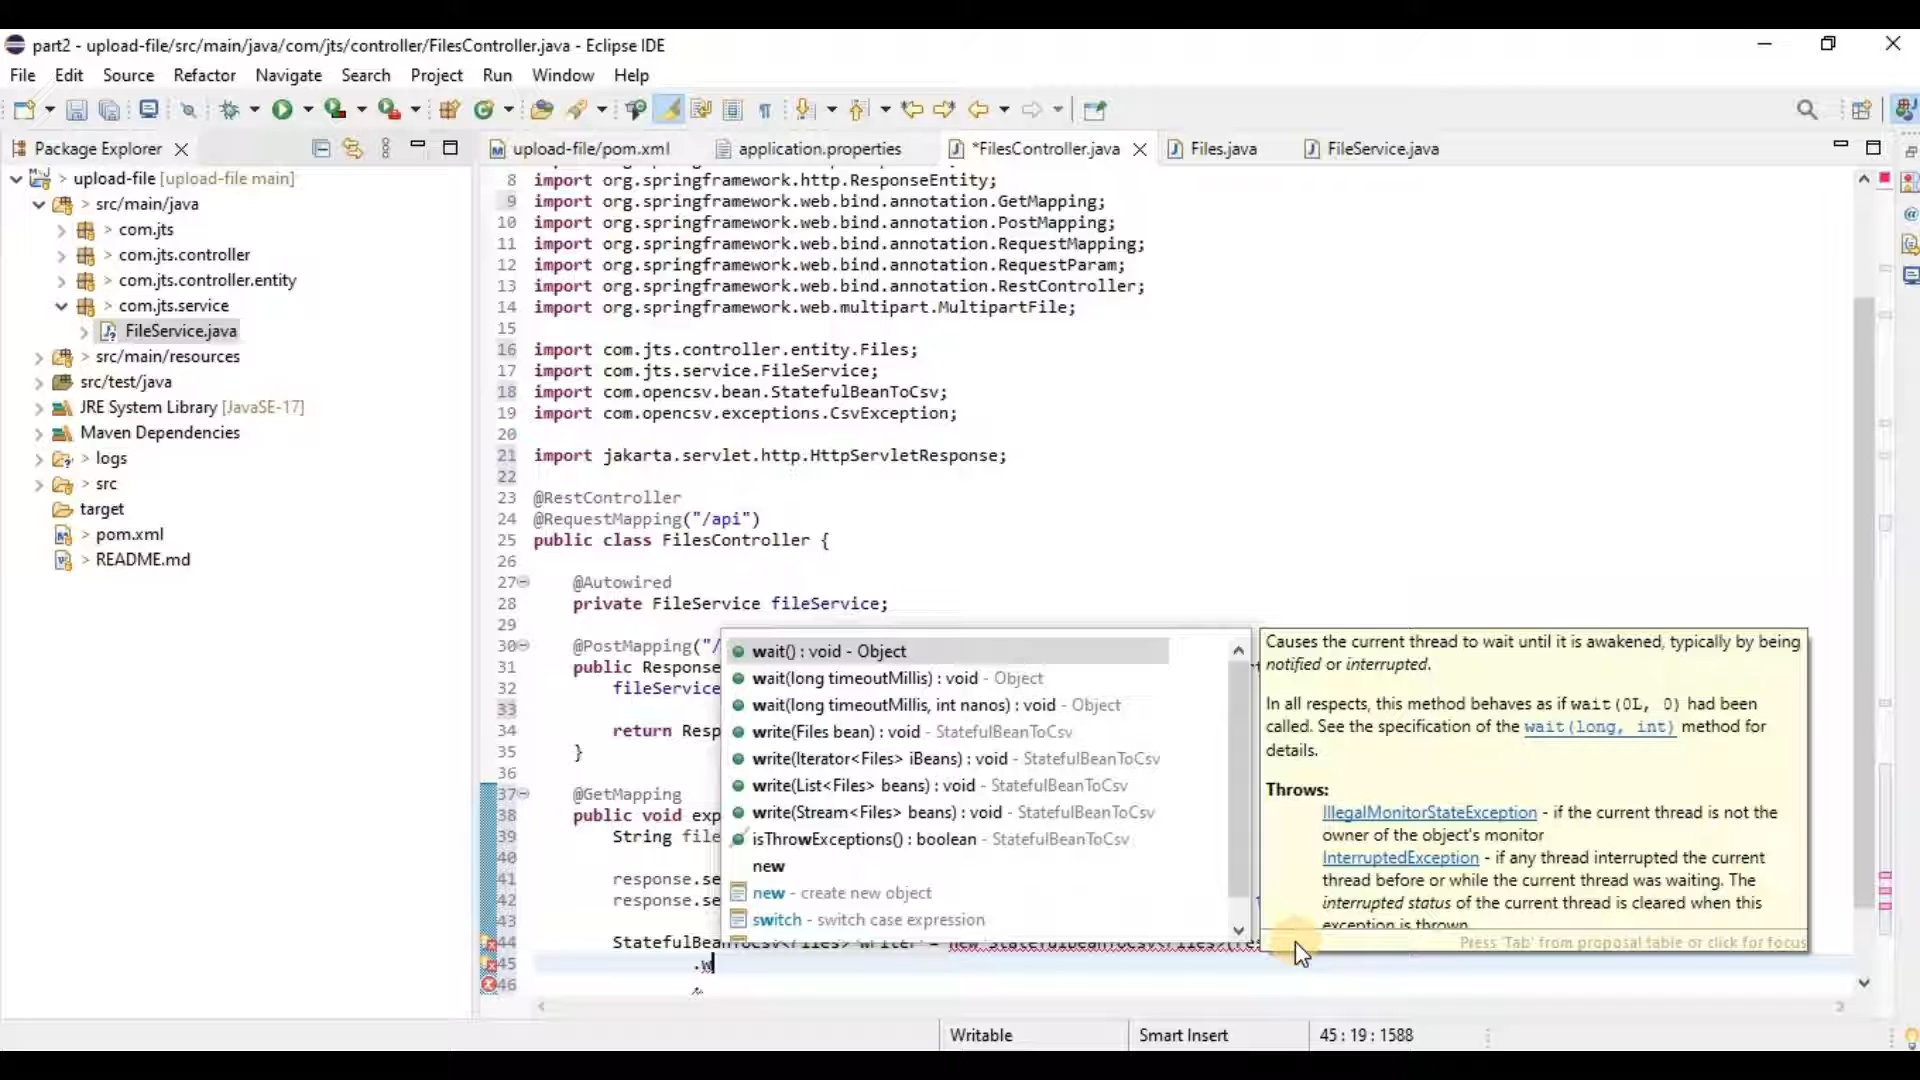 part2 - upload-file/src/main/java/com/jts/controller/FilesController.java - Eclipse IDE
File Edit Source Refactor Navigate Search Project Run Window Help
Package Explorer
upload-file/pom.xml
application.properties
*FilesController.java
Files.java
FileService.java
> upload-file [upload-file main]
> src/main/java
> com.jts
> com.jts.controller
> com.jts.controller.entity
> com.jts.service
FileService.java
> src/main/resources
src/test/java
JRE System Library [JavaSE-17]
Maven Dependencies
> logs
> src
target
> pom.xml
> README.md
8 import org.springframework.http.ResponseEntity;
9 import org.springframework.web.bind.annotation.GetMapping;
10 import org.springframework.web.bind.annotation.PostMapping;
11 import org.springframework.web.bind.annotation.RequestMapping;
12 import org.springframework.web.bind.annotation.RequestParam;
13 import org.springframework.web.bind.annotation.RestController;
14 import org.springframework.web.multipart.MultipartFile;
15
16 import com.jts.controller.entity.Files;
17 import com.jts.service.FileService;
18 import com.opencsv.bean.StatefulBeanToCsv;
19 import com.opencsv.exceptions.CsvException;
20
21 import jakarta.servlet.http.HttpServletResponse;
22
23 @RestController
24 @RequestMapping("/api")
25 public class FilesController {
26
27 @Autowired
28 private FileService fileService;
29
30 @PostMapping("/
31 public Response
32 fileService
33
34 return Resp
35 }
36
37 @GetMapping
38 public void exp
39 String file
40
41 response.se
42 response.se
43
44 StatefulBeanToCsv<Files> writer = new StatefulBeanToCsv<Files>(res
45 .w
46
wait() : void - Object
wait(long timeoutMillis) : void - Object
wait(long timeoutMillis, int nanos) : void - Object
write(Files bean) : void - StatefulBeanToCsv
write(Iterator<Files> iBeans) : void - StatefulBeanToCsv
write(List<Files> beans) : void - StatefulBeanToCsv
write(Stream<Files> beans) : void - StatefulBeanToCsv
isThrowExceptions() : boolean - StatefulBeanToCsv
new
new - create new object
switch - switch case expression
Causes the current thread to wait until it is awakened, typically by being
notified or interrupted.
In all respects, this method behaves as if wait(0L, 0) had been
called. See the specification of the wait(long, int) method for
details.
Throws:
IllegalMonitorStateException - if the current thread is not the
owner of the object's monitor
InterruptedException - if any thread interrupted the current
thread before or while the current thread was waiting. The
interrupted status of the current thread is cleared when this
exception is thrown
Press 'Tab' from proposal table or click for focus
Writable
Smart Insert
45 : 19 : 1588